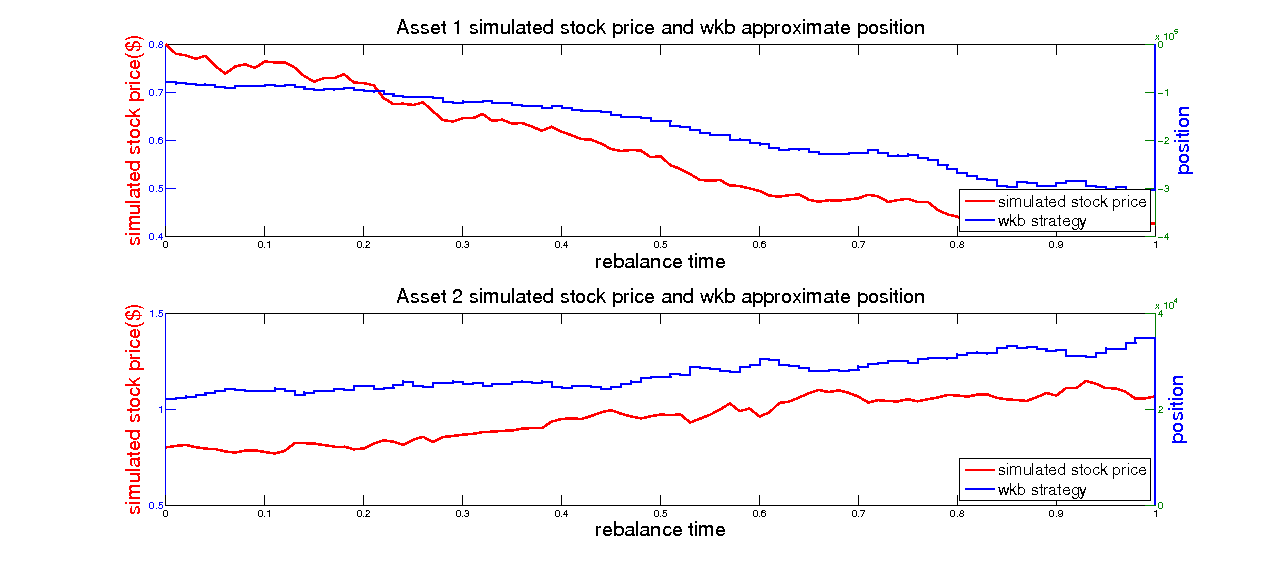 Asset 1 simulated stock price and wkb approximate position
simulated stock price($)
0.8
0.7
0.6
0.5
0.4
x 10^5
0
-1
-2
-3
-4
position
simulated stock price
wkb strategy
0 0.1 0.2 0.3 0.4 0.5 0.6 0.7 0.8 0.9 1
rebalance time
Asset 2 simulated stock price and wkb approximate position
simulated stock price($)
1.5
1
0.5
x 10^4
4
2
0
position
simulated stock price
wkb strategy
0 0.1 0.2 0.3 0.4 0.5 0.6 0.7 0.8 0.9 1
rebalance time